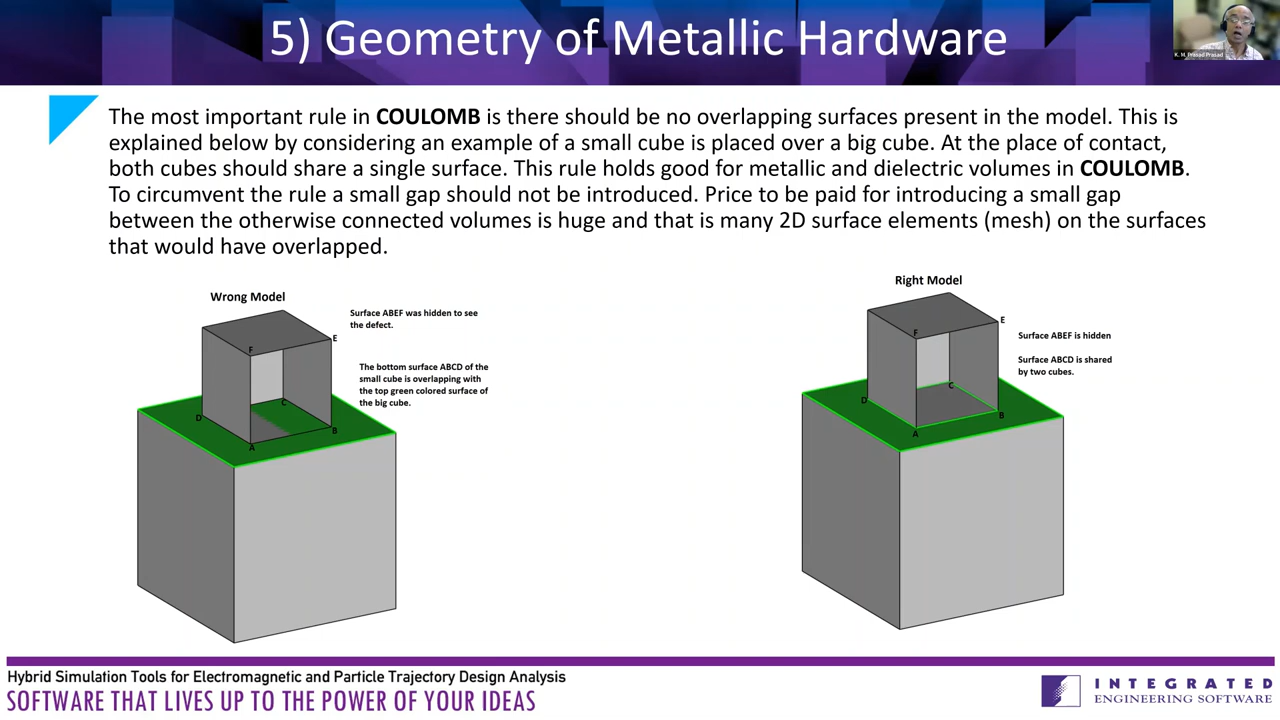 5) Geometry of Metallic Hardware
K. M. Prasad Prasad
The most important rule in COULOMB is there should be no overlapping surfaces present in the model. This is
explained below by considering an example of a small cube is placed over a big cube. At the place of contact,
both cubes should share a single surface. This rule holds good for metallic and dielectric volumes in COULOMB.
To circumvent the rule a small gap should not be introduced. Price to be paid for introducing a small gap
between the otherwise connected volumes is huge and that is many 2D surface elements (mesh) on the surfaces
that would have overlapped.
Wrong Model
Surface ABEF was hidden to see
the defect.
The bottom surface ABCD of the
small cube is overlapping with
the top green colored surface of
the big cube.
F
E
D
C
A
B
Right Model
Surface ABEF is hidden
Surface ABCD is shared
by two cubes.
F
E
D
C
A
B
Hybrid Simulation Tools for Electromagnetic and Particle Trajectory Design Analysis
SOFTWARE THAT LIVES UP TO THE POWER OF YOUR IDEAS
INTEGRATED
ENGINEERING SOFTWARE